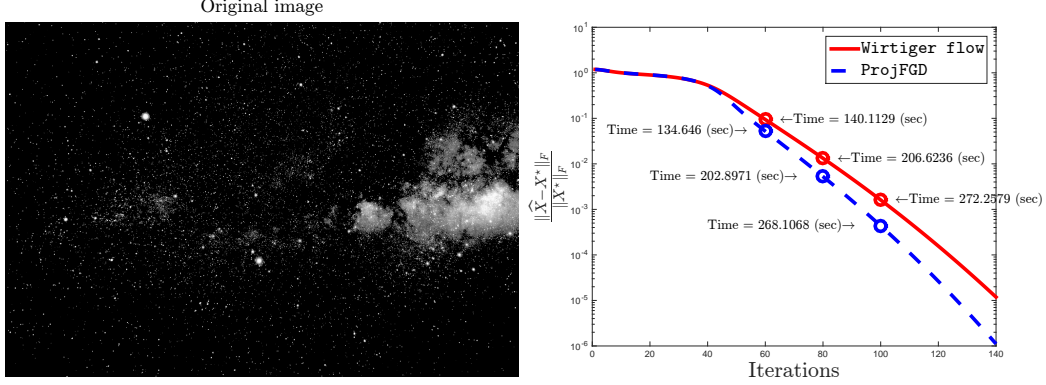 Original image
10^1
10^0
10^-1
10^-2
10^-3
10^-4
10^-5
10^-6
‖X̂−X⋆‖_F
‖X⋆‖_F
Wirtiger flow
ProjFGD
←Time = 140.1129 (sec)
Time = 134.646 (sec)→
←Time = 206.6236 (sec)
Time = 202.8971 (sec)→
←Time = 272.2579 (sec)
Time = 268.1068 (sec)→
0 20 40 60 80 100 120 140
Iterations